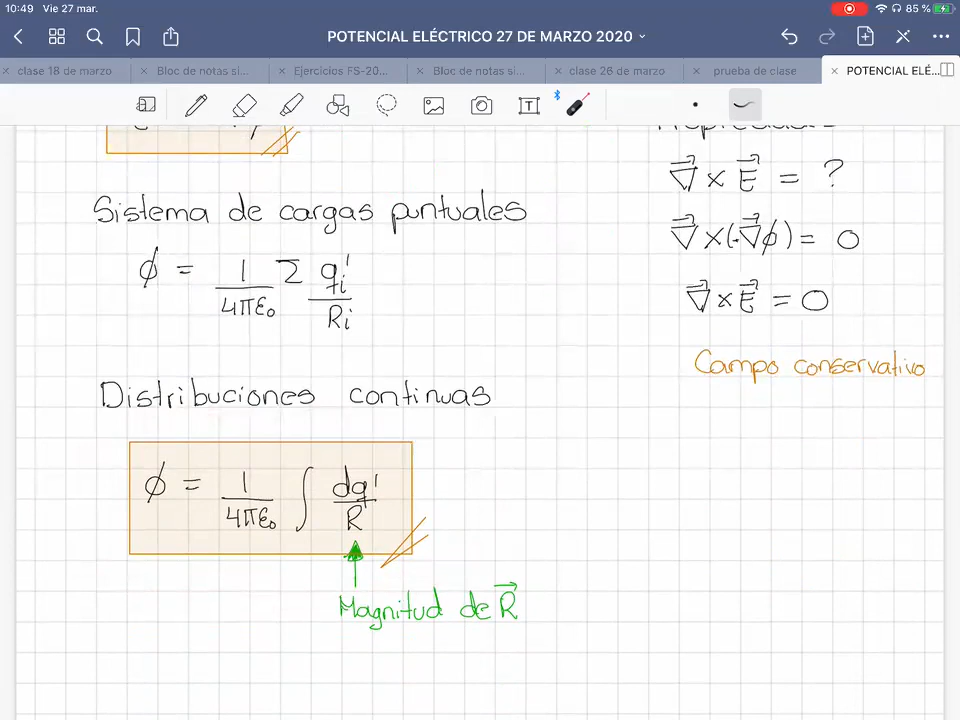 10:49 Vie 27 mar.
85 %
POTENCIAL ELÉCTRICO 27 DE MARZO 2020
clase 18 de marzo
Bloc de notas si...
Ejercicios FS-20...
Bloc de notas si...
clase 26 de marzo
prueba de clase
POTENCIAL ELÉ...
Sistema de cargas puntuales
ϕ = 1/4πε₀ Σ qᵢ'/Rᵢ
Distribuciones continuas
ϕ = 1/4πε₀ ∫ dq'/R
Magnitud de R⃗
∇⃗ × E⃗ = ?
∇⃗ × (-∇⃗ϕ) = 0
∇⃗ × E⃗ = 0
Campo conservativo